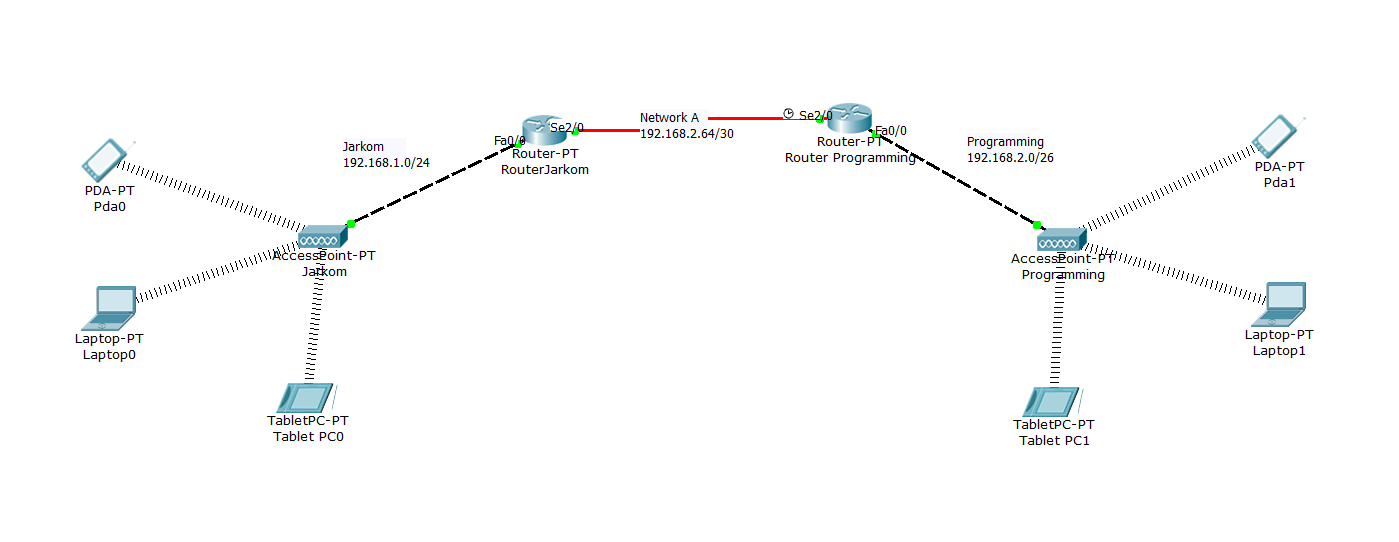 Network A
192.168.2.64/30
Se2/0
Fa0/0
Router-PT
RouterJarkom
Se2/0
Fa0/0
Router-PT
Router Programming
Jarkom
192.168.1.0/24
Programming
192.168.2.0/26
PDA-PT
Pda0
AccessPoint-PT
Jarkom
Laptop-PT
Laptop0
TabletPC-PT
Tablet PC0
PDA-PT
Pda1
AccessPoint-PT
Programming
Laptop-PT
Laptop1
TabletPC-PT
Tablet PC1